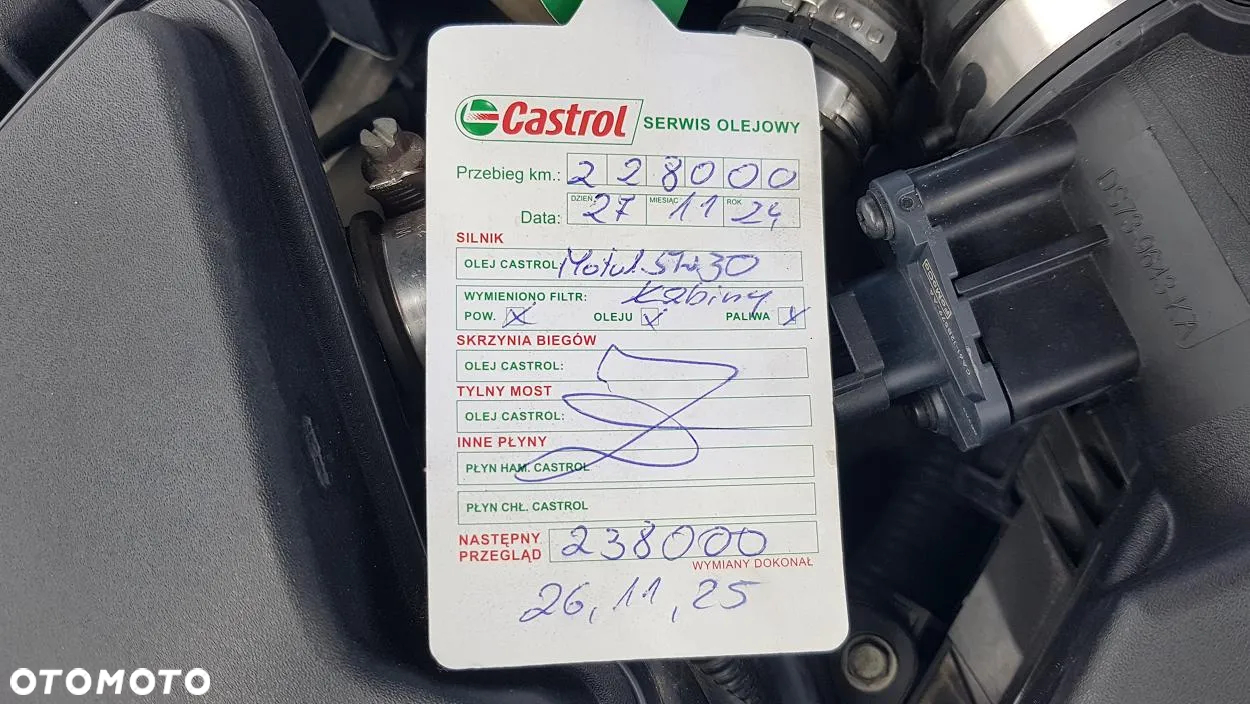 Castrol SERWIS OLEJOWY
Przebieg km.: 228000
DZIEŃ MIESIĄC ROK
Data: 27 11 24
SILNIK
OLEJ CASTROL Motul 5W30
WYMIENIONO FILTR: Kabiny
POW. X OLEJU X PALIWA X
SKRZYNIA BIEGÓW
OLEJ CASTROL:
TYLNY MOST
OLEJ CASTROL:
INNE PŁYNY
PŁYN HAM. CASTROL
PŁYN CHŁ. CASTROL
NASTĘPNY
PRZEGLĄD 238000
WYMIANY DOKONAŁ
26,11,25
OTOMOTO